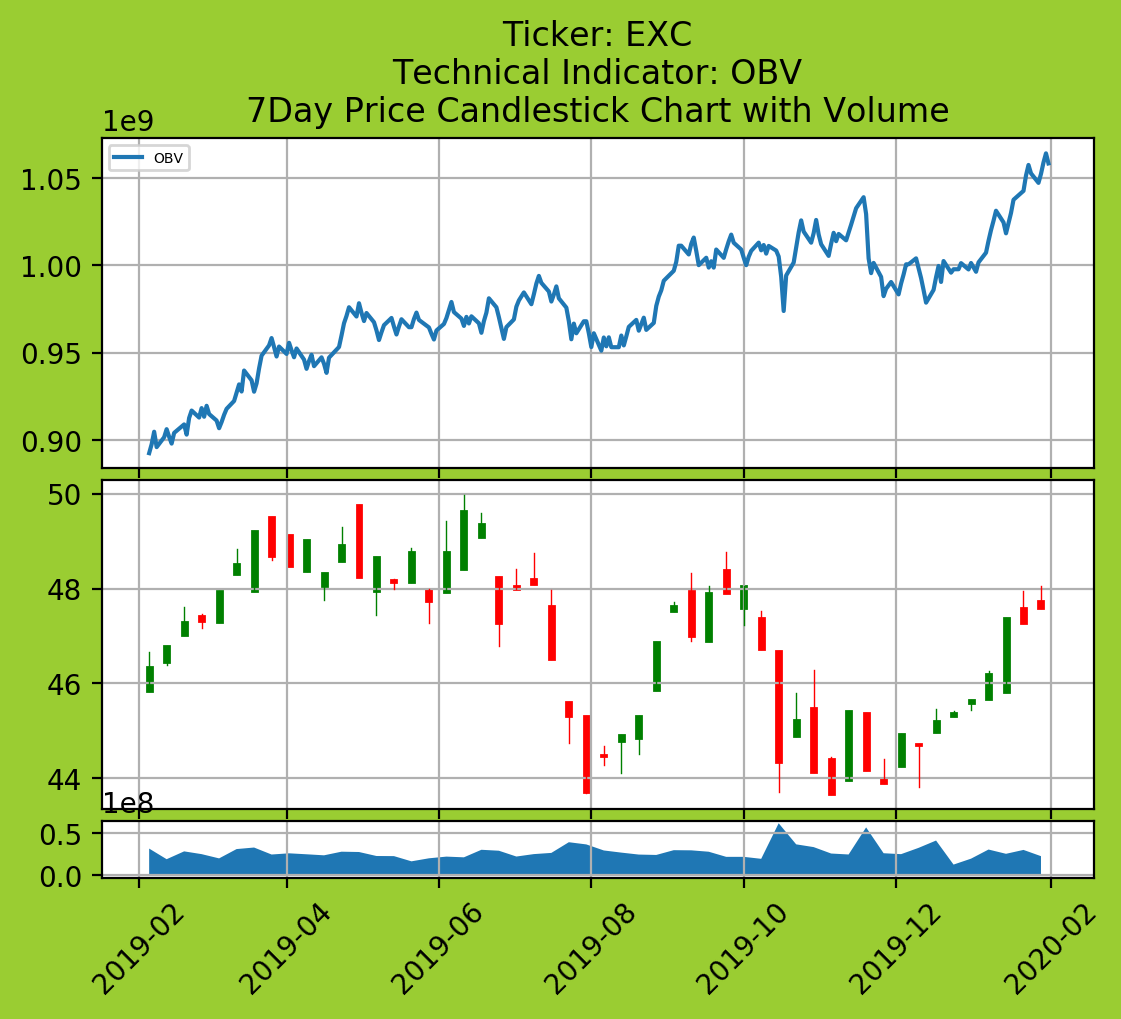 Ticker: EXC
Technical Indicator: OBV
7Day Price Candlestick Chart with Volume
1e9
OBV
1.05
1.00
0.95
0.90
50
48
46
44
1e8
0.5
0.0
2019-02
2019-04
2019-06
2019-08
2019-10
2019-12
2020-02